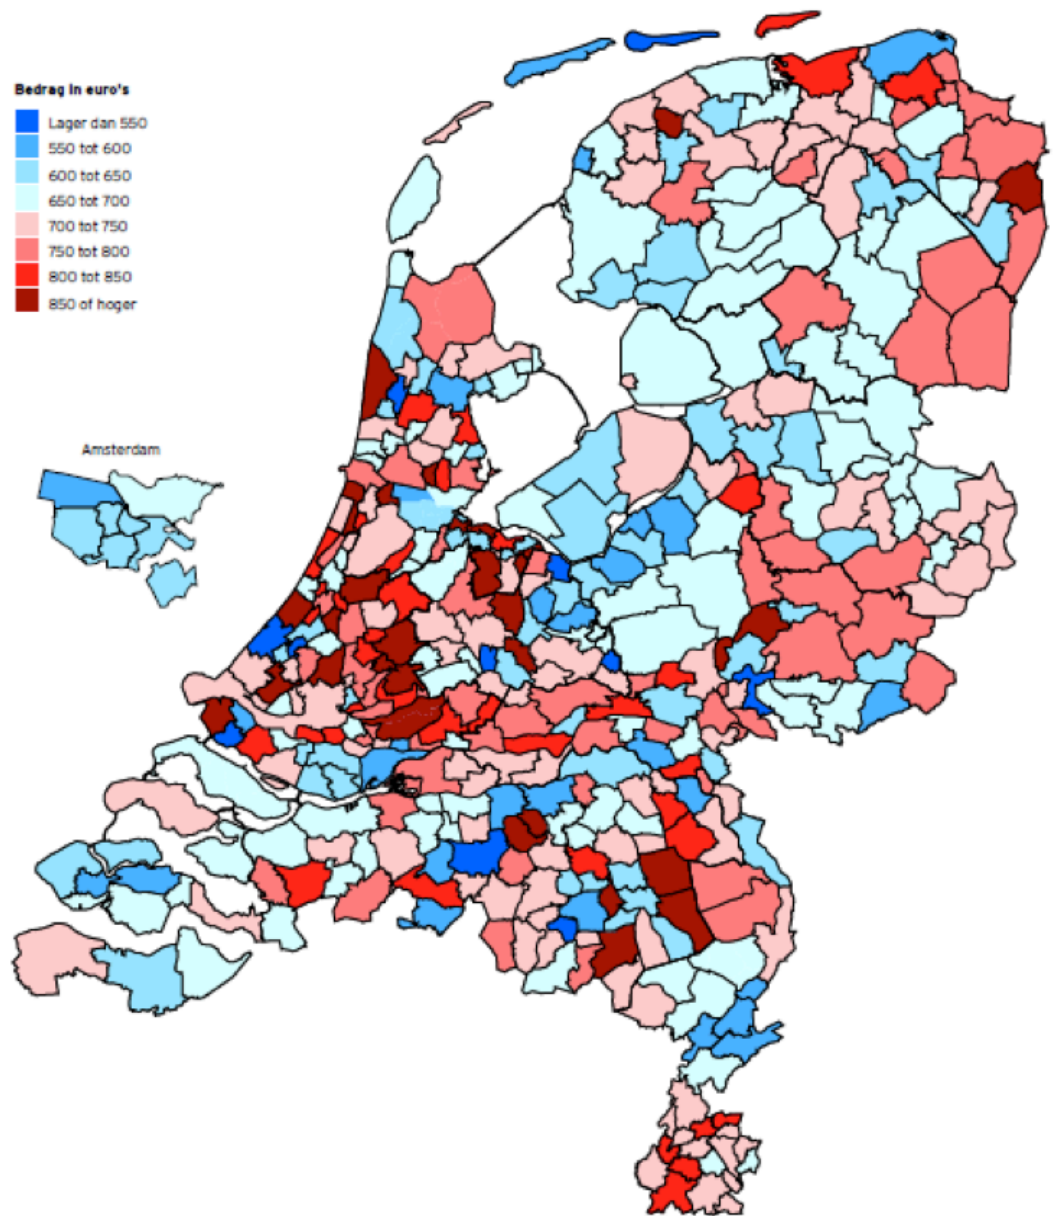 Bedrag in euro's
Lager dan 550
550 tot 600
600 tot 650
650 tot 700
700 tot 750
750 tot 800
800 tot 850
850 of hoger
Amsterdam